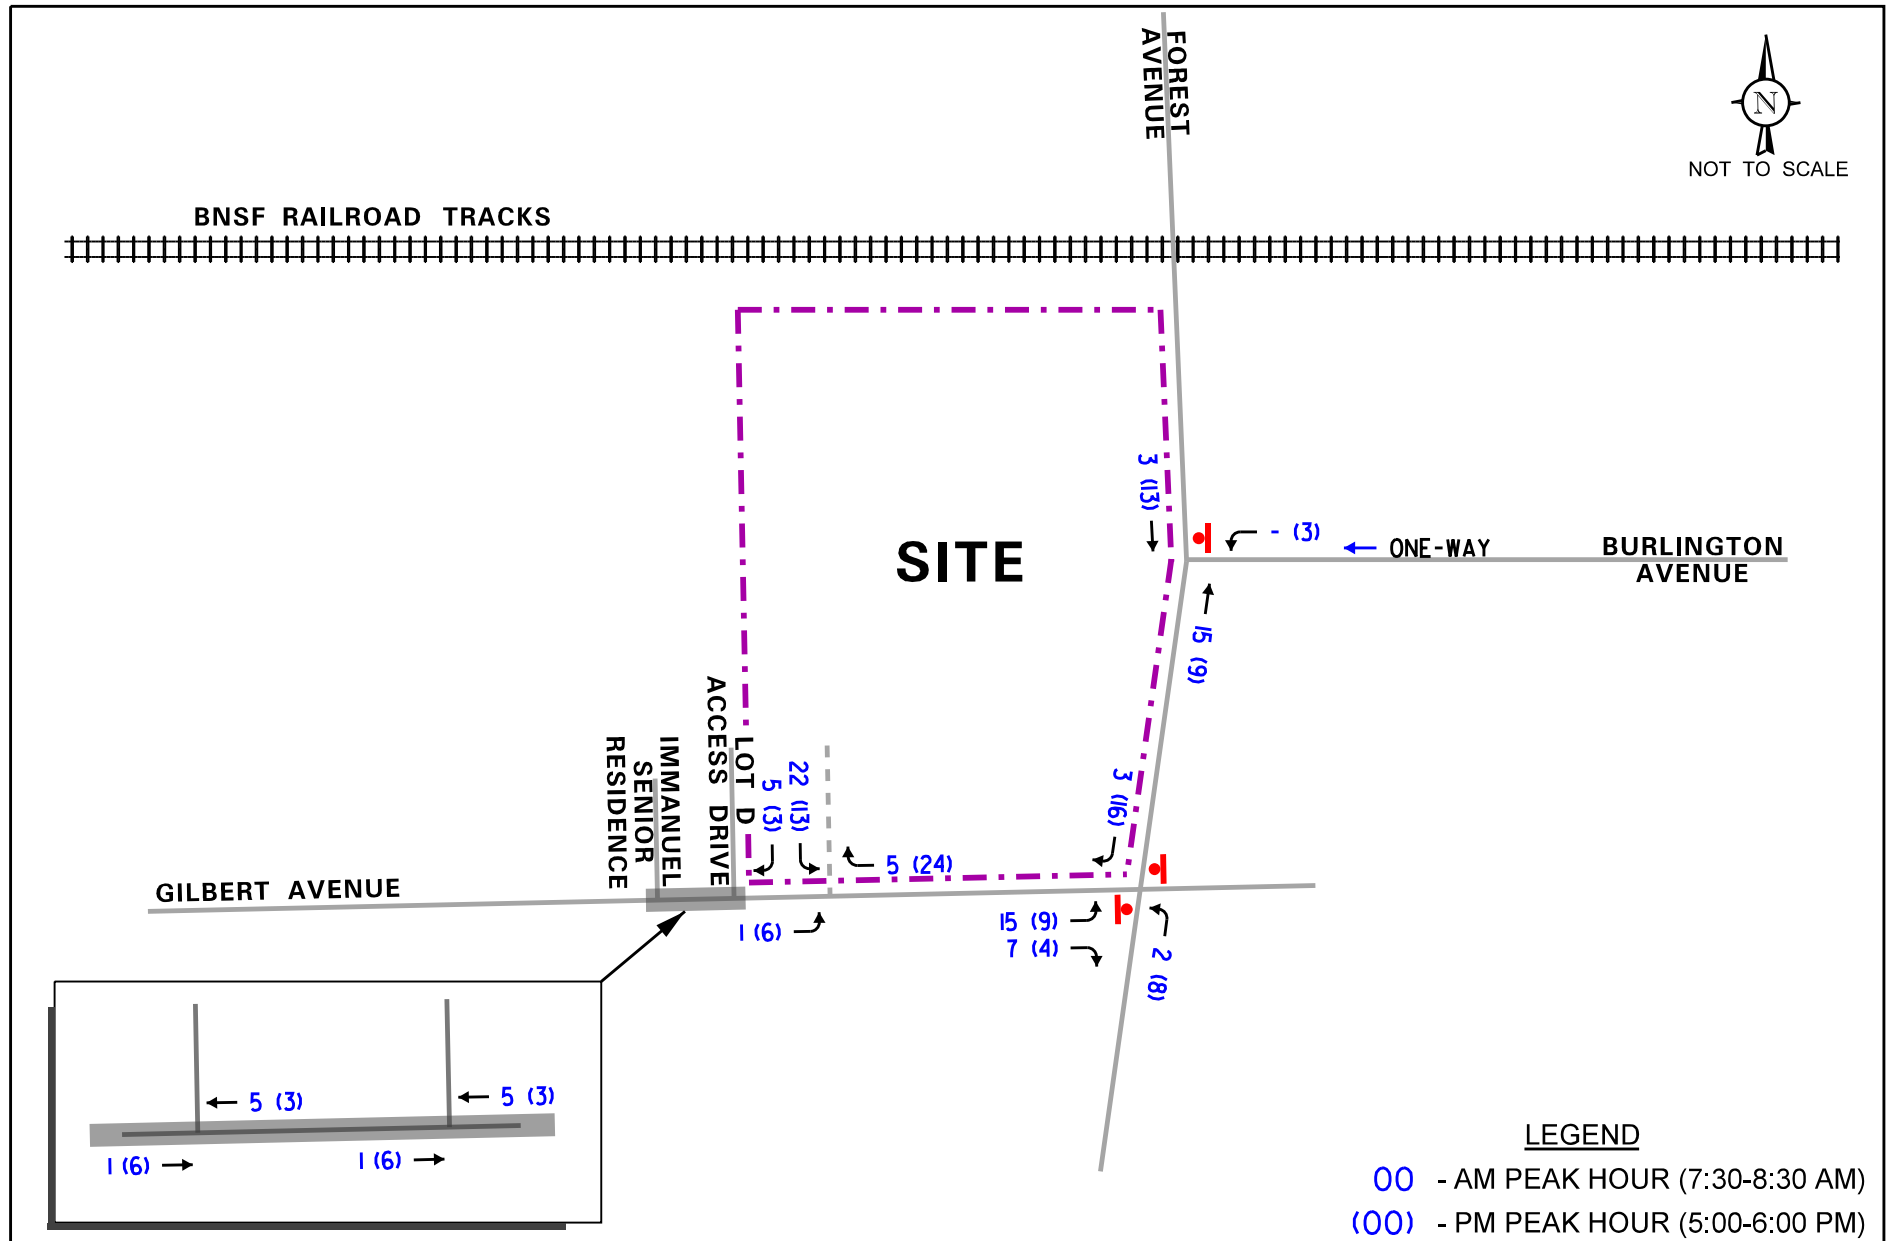 FOREST
AVENUE
N
NOT TO SCALE
BNSF RAILROAD TRACKS
3 (13)
- (3)
ONE-WAY
BURLINGTON
AVENUE
SITE
15 (9)
ACCESS DRIVE
LOT D
IMMANUEL
SENIOR
RESIDENCE
22 (13)
5 (3)
3 (16)
5 (24)
GILBERT AVENUE
1 (6)
15 (9)
7 (4)
2 (8)
5 (3)
5 (3)
1 (6)
1 (6)
LEGEND
00 - AM PEAK HOUR (7:30-8:30 AM)
(00) - PM PEAK HOUR (5:00-6:00 PM)